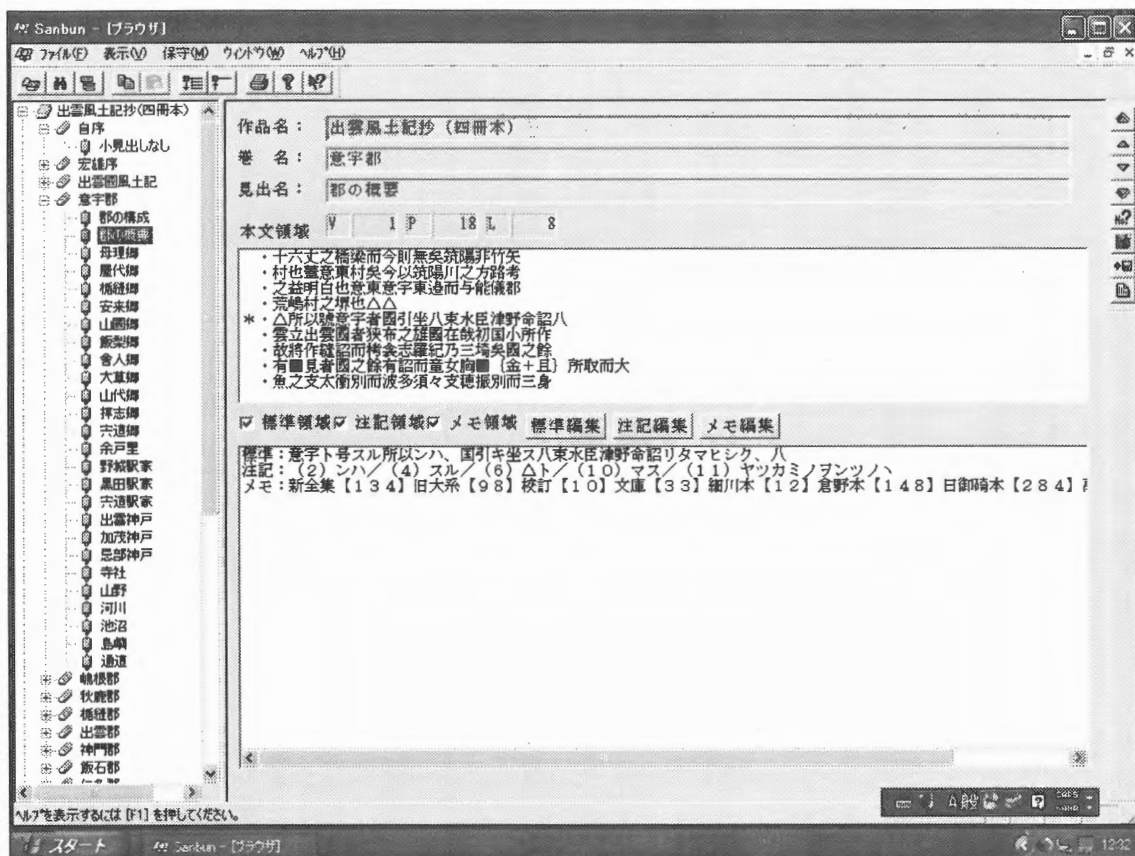 Sanbun - [ブラウザ]
ファイル(F) 表示(V) 保守(M) ウィンドウ(W) ヘルプ(H)
出雲風土記抄(四冊本)
自序
小見出しなし
宏雄序
出雲國風土記
意宇郡
郡の構成
郡の概要
母理郷
屋代郷
楯縫郷
安来郷
山國郷
飯梨郷
舎人郷
大草郷
山代郷
拝志郷
宍道郷
余戸里
野城駅家
黒田駅家
宍道駅家
出雲神戸
加茂神戸
忌部神戸
寺社
山野
河川
池沼
島嶼
通道
嶋根郡
秋鹿郡
楯縫郡
出雲郡
神門郡
飯石郡
作品名: 出雲風土記抄(四冊本)
巻 名: 意宇郡
見出名: 郡の概要
本文領域 V 1 P 18 L 8
・十六丈之橋梁而今則無矣筑陽非竹矢
・村也蓋意東村矣今以筑陽川之方路考
・之益明白也意東意宇東邉而与能儀郡
・荒嶋村之堺也△△
*・△所以號意宇者國引坐八束水臣津野命詔八
・雲立出雲國者狭布之雄國在哉初国小所作
・故將作縫詔而栲衾志羅紀乃三埼矣國之餘
・有■見者國之餘有詔而童女胸■{金+且}所取而大
・魚之支太衝別而波多須々支穂振別而三身
標準領域 注記領域 メモ領域 標準編集 注記編集 メモ編集
標準:意宇ト号スル所以ンハ、国引キ坐ス八束水臣津野命詔リタマヒシク、八
注記:(2)ンハ/(4)スル/(6)△ト/(10)マス/(11)ヤツカミノヲンツノヽ
メモ:新全集【134】旧大系【98】校訂【10】文庫【33】細川本【12】倉野本【148】日御碕本【284】
ヘルプを表示するには [F1] を押してください。
A般
CAPS
KANA
スタート
Sanbun - [ブラウザ]
12:32